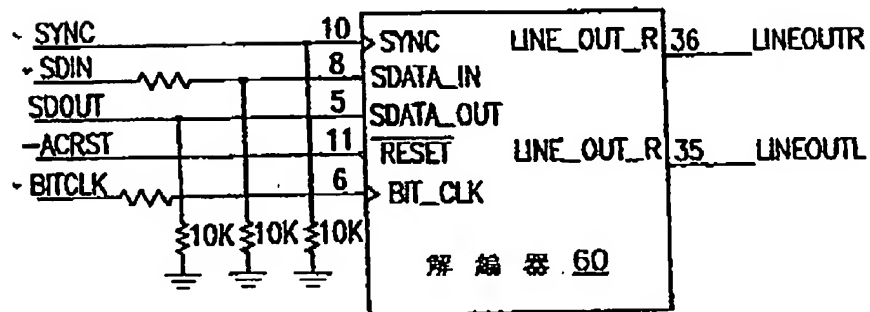 SYNC 10 SYNC LINE_OUT_R 36 LINEOUTR
SDIN 8 SDATA_IN
SDOUT 5 SDATA_OUT
-ACRST 11 RESET LINE_OUT_R 35 LINEOUTL
BITCLK 6 BIT_CLK
10K 10K 10K
解編器 60